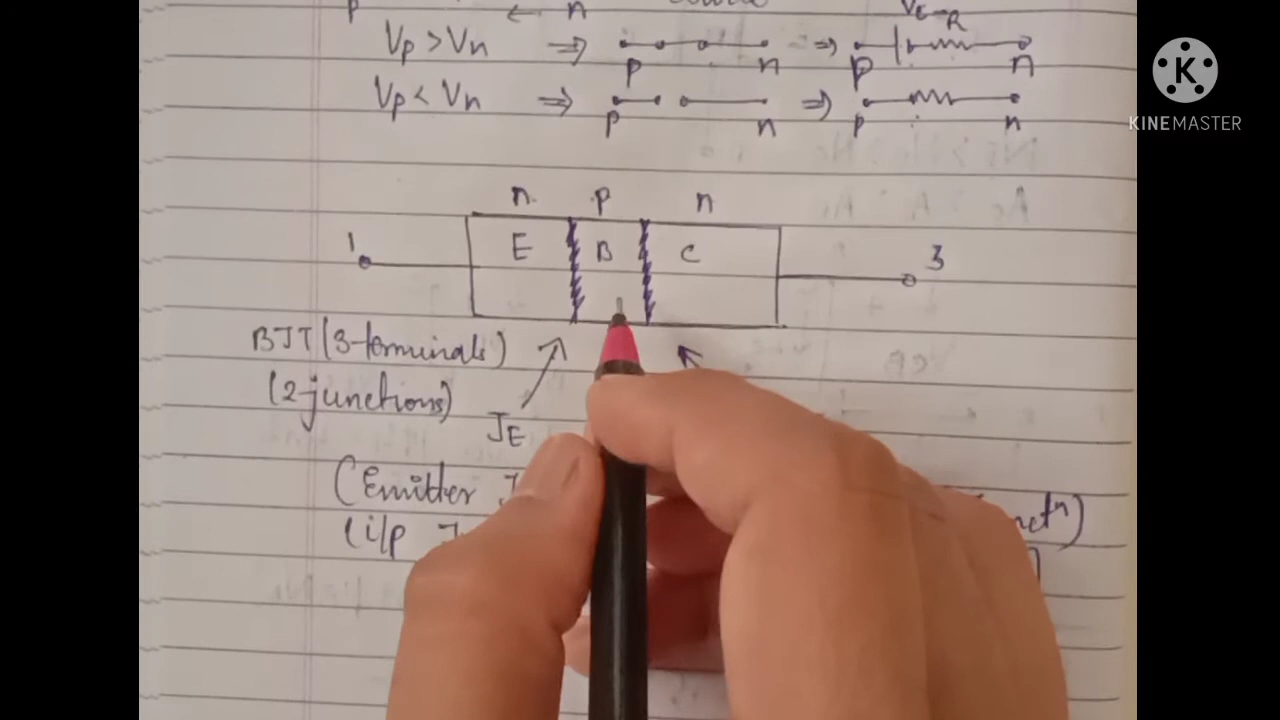 p ← n
Vp > Vn ⇒ p n ⇒ p R n
Vp < Vn ⇒ p n ⇒ p n
K
KINEMASTER
n p n
1 E B C 3
BJT (3-terminals)
(2-junctions)
JE
(Emitter
(i/p